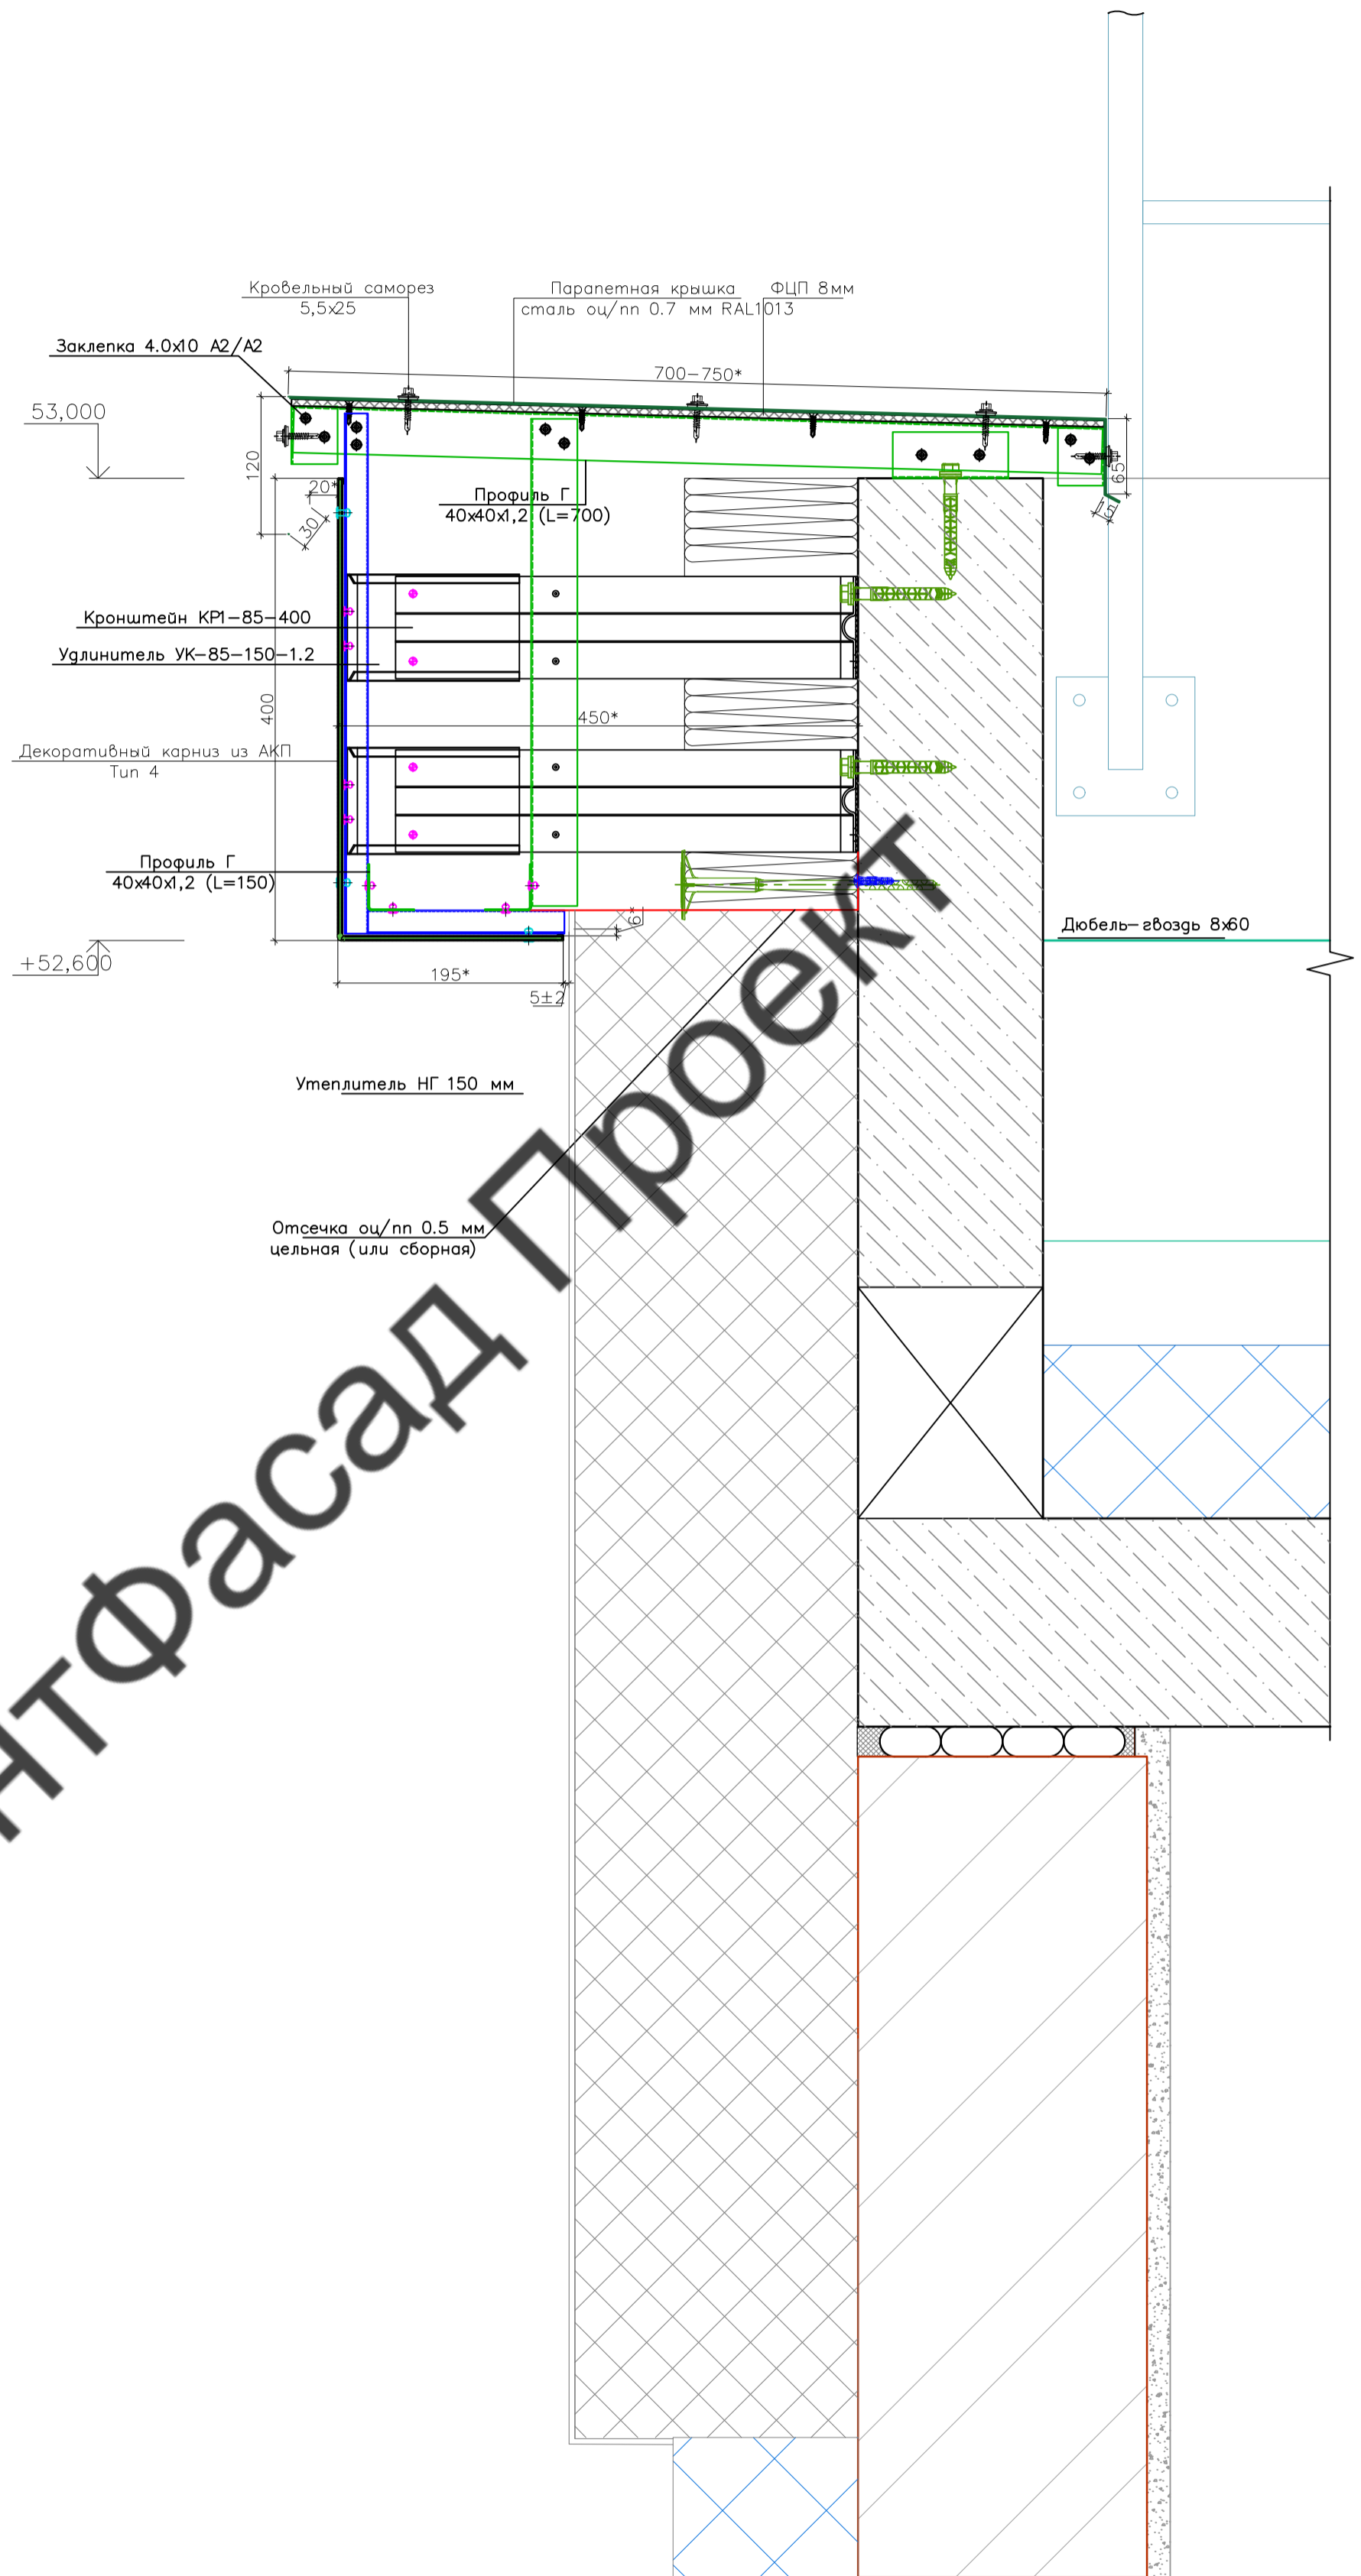 Кровельный саморез
5,5х25
Парапетная крышка
сталь оц/пп 0.7 мм RAL1013
ФЦП 8мм
Заклепка 4.0х10 А2/А2
700-750*
53,000
120
20*
30
65
15
Профиль Г
40х40х1,2 (L=700)
Кронштейн КР1-85-400
Удлинитель УК-85-150-1.2
400
450*
Декоративный карниз из АКП
Тип 4
Профиль Г
40х40х1,2 (L=150)
6*
Дюбель-гвоздь 8х60
+52,600
195*
5±2
Утеплитель НГ 150 мм
Отсечка оц/пп 0.5 мм
цельная (или сборная)
нтФасад Проект